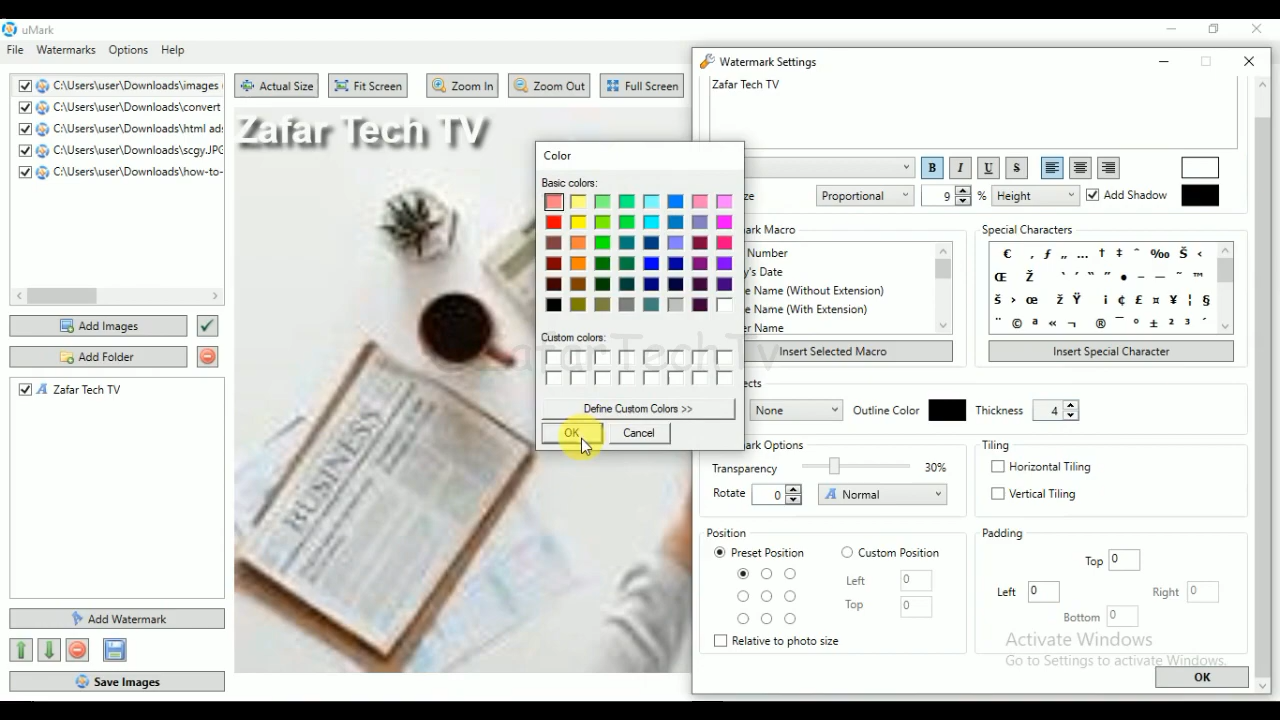 uMark
File Watermarks Options Help
C:\Users\user\Downloads\images
C:\Users\user\Downloads\convert
C:\Users\user\Downloads\html ads
C:\Users\user\Downloads\scgy.JPG
C:\Users\user\Downloads\how-to-
Add Images
Add Folder
Zafar Tech TV
Add Watermark
Save Images
Actual Size Fit Screen Zoom In Zoom Out Full Screen
Zafar Tech TV
BUSINESS
Color
Basic colors:
Custom colors:
Define Custom Colors >>
OK Cancel
Watermark Settings
Zafar Tech TV
B I U S
Proportional 9 % Height Add Shadow
Special Characters
€ , ƒ „ … † ‡ ˆ ‰ Š ‹
Œ Ž ' ' " " • – — ˜ ™
š › œ ž Ÿ ¡ ¢ £ ¤ ¥ ¦ §
¨ © ª « ¬ ® ¯ ° ± ² ³ ´
Number
Name (Without Extension)
Name (With Extension)
Name
Insert Selected Macro Insert Special Character
None Outline Color Thickness 4
Options
Transparency 30%
Rotate 0 A Normal
Tiling
Horizontal Tiling
Vertical Tiling
Position
Preset Position Custom Position
Left 0
Top 0
Relative to photo size
Padding
Top 0
Left 0 Right 0
Bottom 0
Activate Windows
Go to Settings to activate Windows.
OK